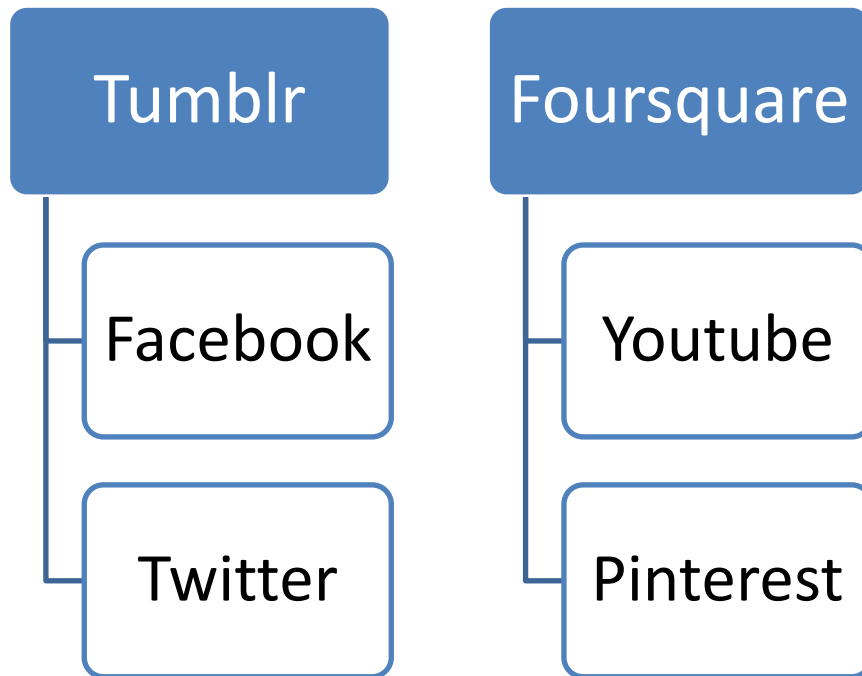 Tumblr
Facebook
Twitter
Foursquare
Youtube
Pinterest